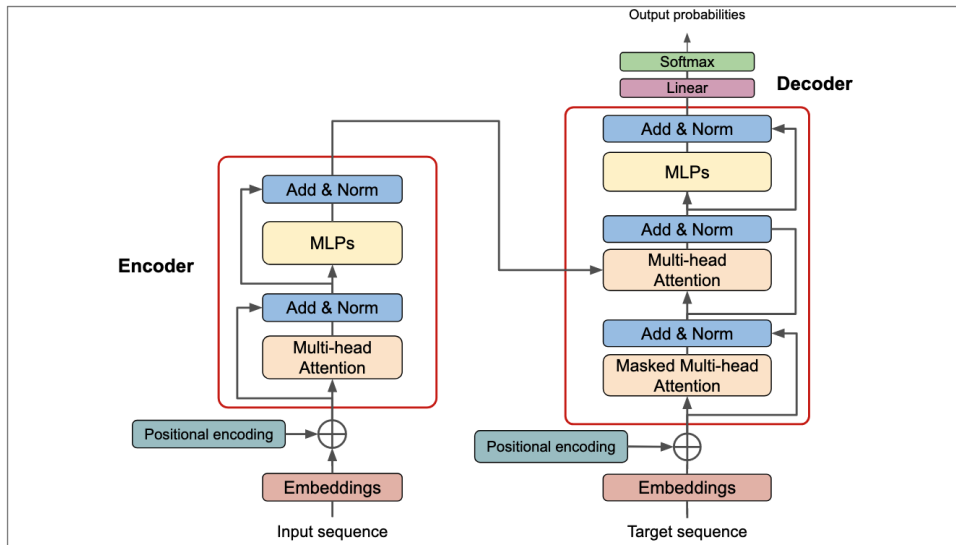 Output probabilities
Softmax
Linear
Decoder
Add & Norm
MLPs
Add & Norm
Multi-head
Attention
Add & Norm
Masked Multi-head
Attention
Positional encoding
Embeddings
Target sequence
Encoder
Add & Norm
MLPs
Add & Norm
Multi-head
Attention
Positional encoding
Embeddings
Input sequence